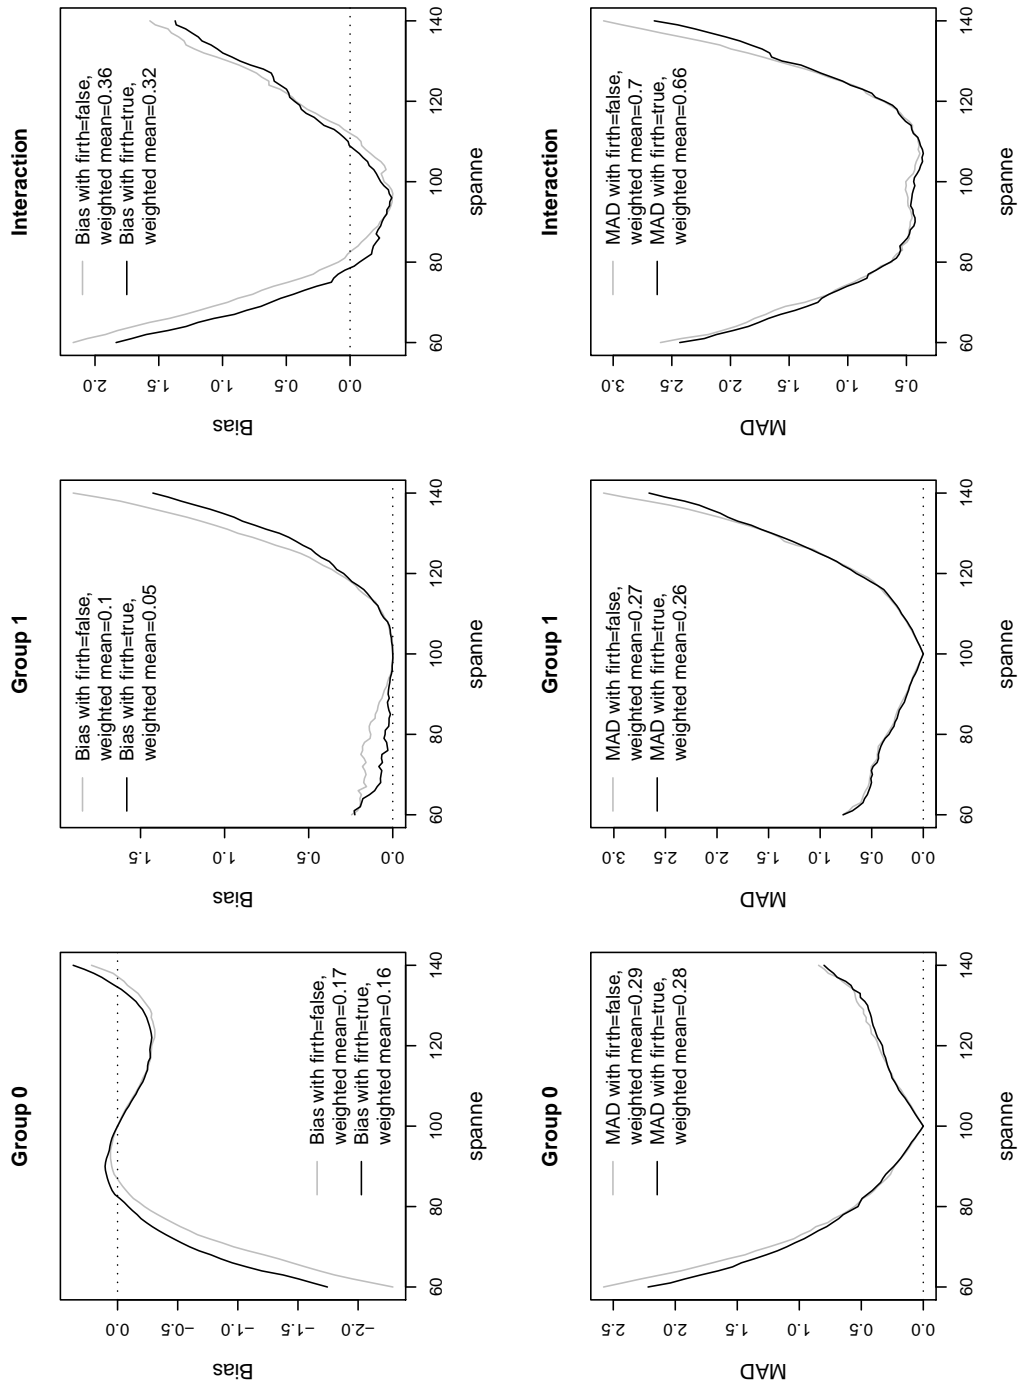 Group 0
Bias
0.0
−0.5
−1.0
−1.5
−2.0
Bias with firth=false,
weighted mean=0.17
Bias with firth=true,
weighted mean=0.16
60 80 100 120 140
spanne
Group 1
Bias
1.5
1.0
0.5
0.0
Bias with firth=false,
weighted mean=0.1
Bias with firth=true,
weighted mean=0.05
60 80 100 120 140
spanne
Interaction
Bias
2.0
1.5
1.0
0.5
0.0
Bias with firth=false,
weighted mean=0.36
Bias with firth=true,
weighted mean=0.32
60 80 100 120 140
spanne
Group 0
MAD
2.5
2.0
1.5
1.0
0.5
0.0
MAD with firth=false,
weighted mean=0.29
MAD with firth=true,
weighted mean=0.28
60 80 100 120 140
spanne
Group 1
MAD
3.0
2.5
2.0
1.5
1.0
0.5
0.0
MAD with firth=false,
weighted mean=0.27
MAD with firth=true,
weighted mean=0.26
60 80 100 120 140
spanne
Interaction
MAD
3.0
2.5
2.0
1.5
1.0
0.5
MAD with firth=false,
weighted mean=0.7
MAD with firth=true,
weighted mean=0.66
60 80 100 120 140
spanne